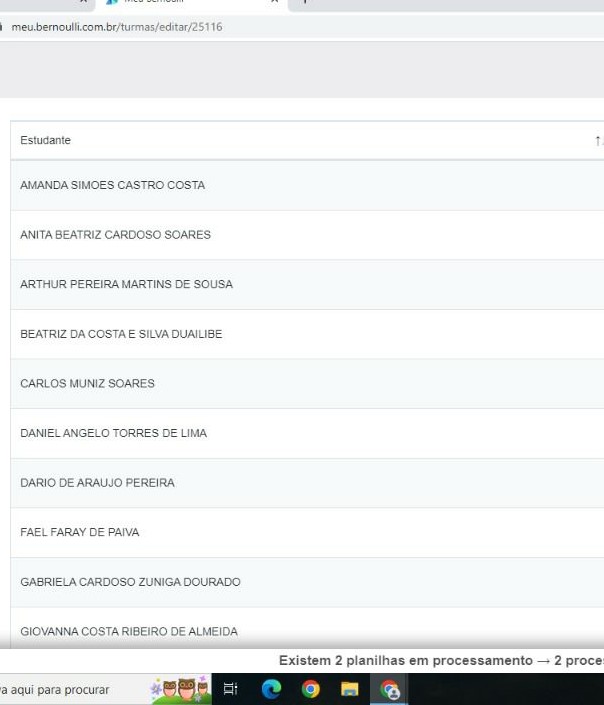 meu.bernoulli.com.br/turmas/editar/25116
Estudante
AMANDA SIMOES CASTRO COSTA
ANITA BEATRIZ CARDOSO SOARES
ARTHUR PEREIRA MARTINS DE SOUSA
BEATRIZ DA COSTA E SILVA DUAILIBE
CARLOS MUNIZ SOARES
DANIEL ANGELO TORRES DE LIMA
DARIO DE ARAUJO PEREIRA
FAEL FARAY DE PAIVA
GABRIELA CARDOSO ZUNIGA DOURADO
GIOVANNA COSTA RIBEIRO DE ALMEIDA
Existem 2 planilhas em processamento → 2 proce
a aqui para procurar